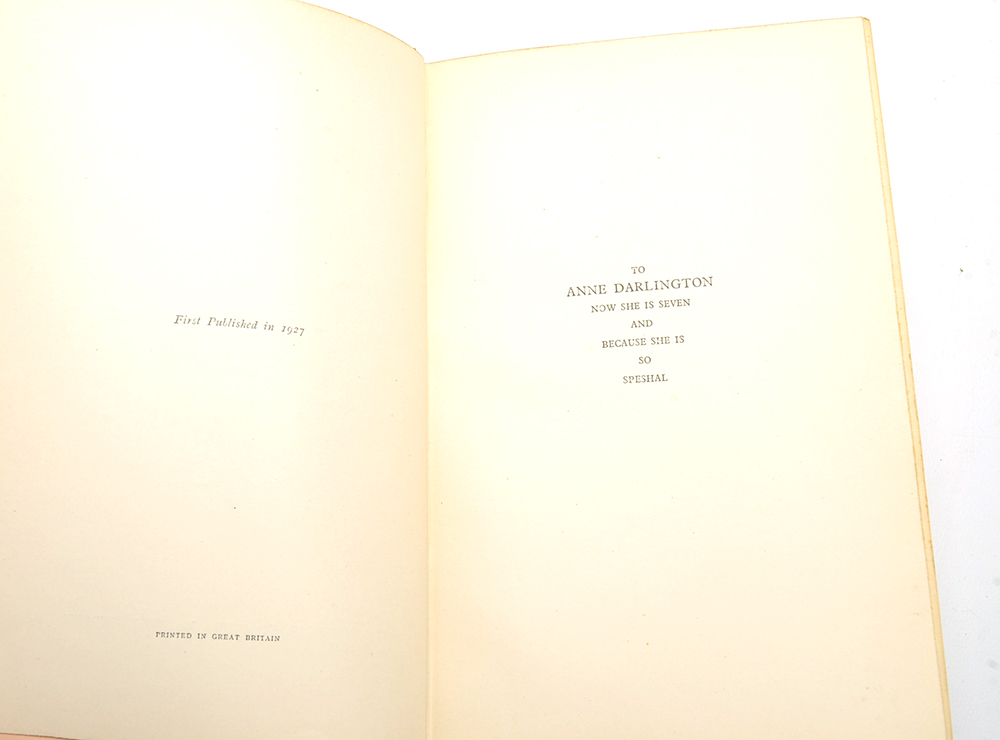 First Published in 1927
PRINTED IN GREAT BRITAIN
TO
ANNE DARLINGTON
NOW SHE IS SEVEN
AND
BECAUSE SHE IS
SO
SPESHAL